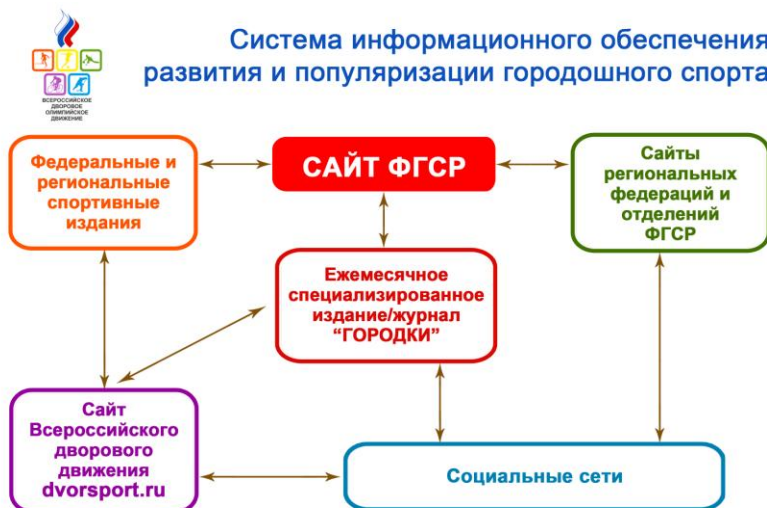 Система информационного обеспечения
развития и популяризации городошного спорта
ВСЕРОССИЙСКОЕ
ДВОРОВОЕ
ОЛИМПИЙСКОЕ
ДВИЖЕНИЕ
Федеральные и
региональные
спортивные
издания
САЙТ ФГСР
Сайты
региональных
федераций и
отделений
ФГСР
Ежемесячное
специализированное
издание/журнал
“ГОРОДКИ”
Сайт
Всероссийского
дворового
движения
dvorsport.ru
Социальные сети